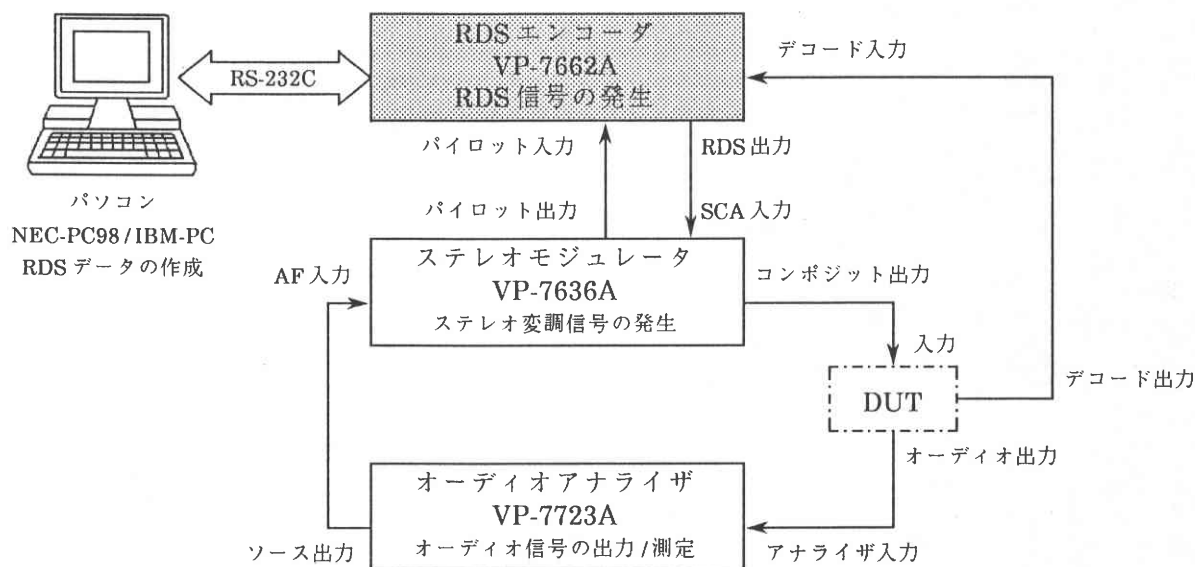 RDSエンコーダ
VP-7662A
RDS信号の発生
デコード入力
RS-232C
パイロット入力
RDS出力
パソコン
NEC-PC98/IBM-PC
RDSデータの作成
パイロット出力
SCA入力
AF入力
ステレオモジュレータ
VP-7636A
ステレオ変調信号の発生
コンポジット出力
入力
DUT
デコード出力
オーディオ出力
オーディオアナライザ
VP-7723A
オーディオ信号の出力/測定
ソース出力
アナライザ入力